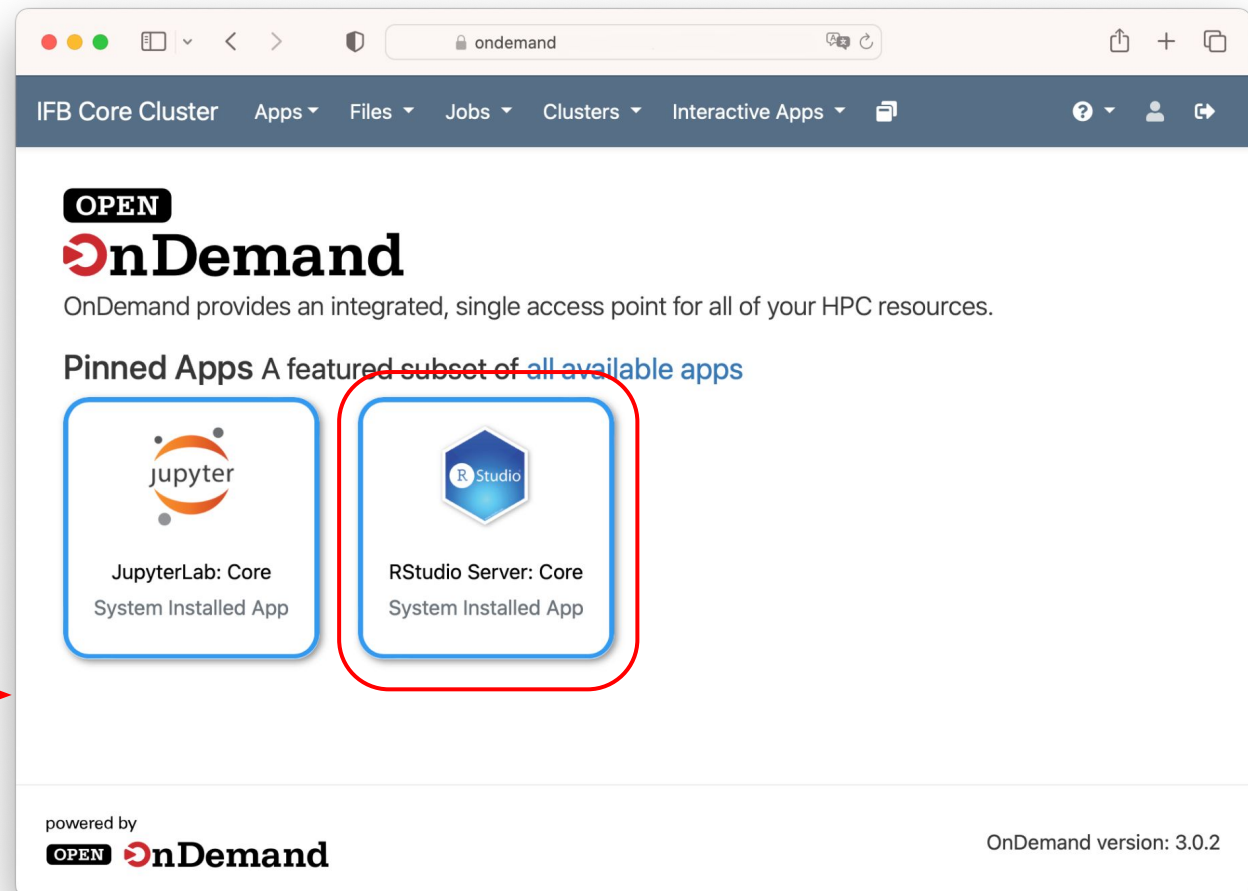 ondemand
IFB Core Cluster Apps Files Jobs Clusters Interactive Apps
OPEN
OnDemand
OnDemand provides an integrated, single access point for all of your HPC resources.
Pinned Apps A featured subset of all available apps
jupyter
R Studio
JupyterLab: Core
System Installed App
RStudio Server: Core
System Installed App
powered by
OPEN OnDemand
OnDemand version: 3.0.2